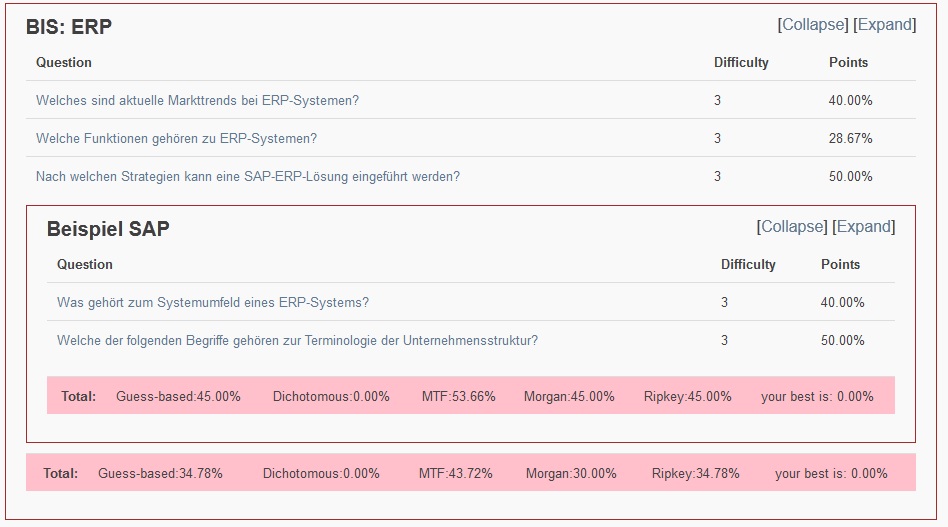 BIS: ERP [Collapse] [Expand]
Question Difficulty Points
Welches sind aktuelle Markttrends bei ERP-Systemen? 3 40.00%
Welche Funktionen gehören zu ERP-Systemen? 3 28.67%
Nach welchen Strategien kann eine SAP-ERP-Lösung eingeführt werden? 3 50.00%
Beispiel SAP [Collapse] [Expand]
Question Difficulty Points
Was gehört zum Systemumfeld eines ERP-Systems? 3 40.00%
Welche der folgenden Begriffe gehören zur Terminologie der Unternehmensstruktur? 3 50.00%
Total: Guess-based:45.00% Dichotomous:0.00% MTF:53.66% Morgan:45.00% Ripkey:45.00% your best is: 0.00%
Total: Guess-based:34.78% Dichotomous:0.00% MTF:43.72% Morgan:30.00% Ripkey:34.78% your best is: 0.00%